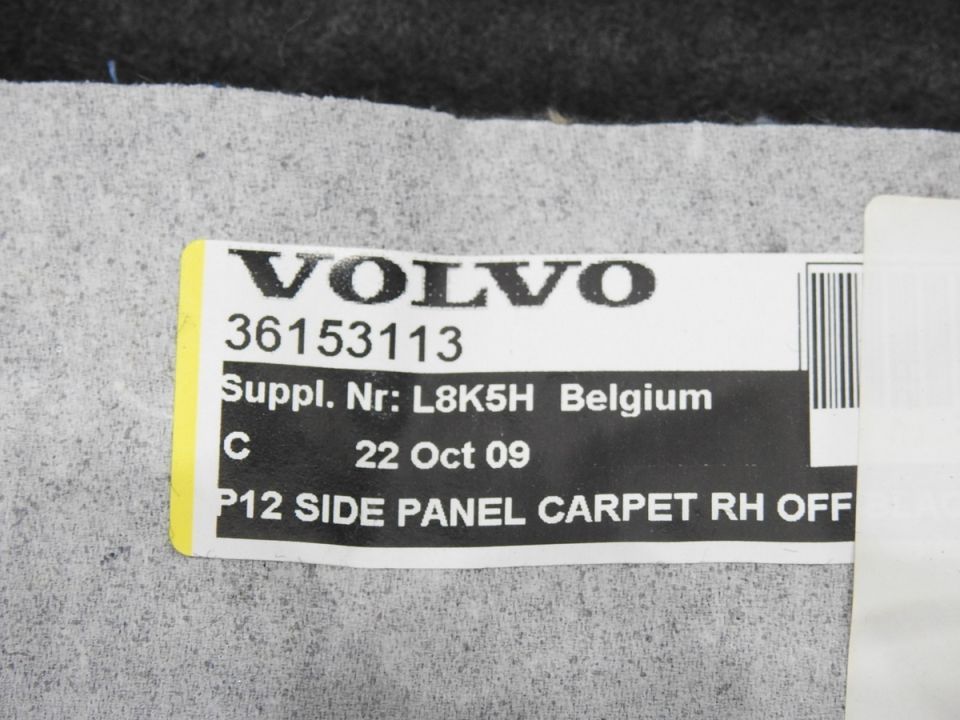 VOLVO
36153113
Suppl. Nr: L8K5H Belgium
C 22 Oct 09
P12 SIDE PANEL CARPET RH OFF